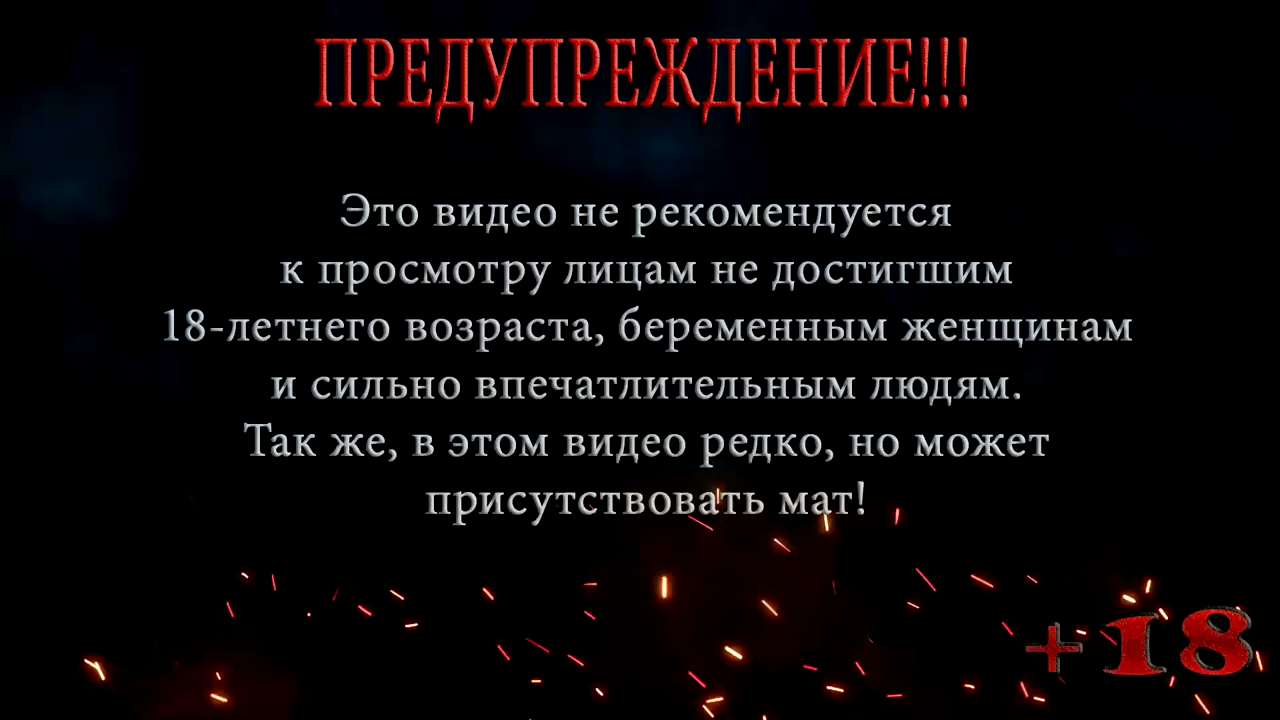 ПРЕДУПРЕЖДЕНИЕ!!!
Это видео не рекомендуется
к просмотру лицам не достигшим
18-летнего возраста, беременным женщинам
и сильно впечатлительным людям.
Так же, в этом видео редко, но может
присутствовать мат!
+18